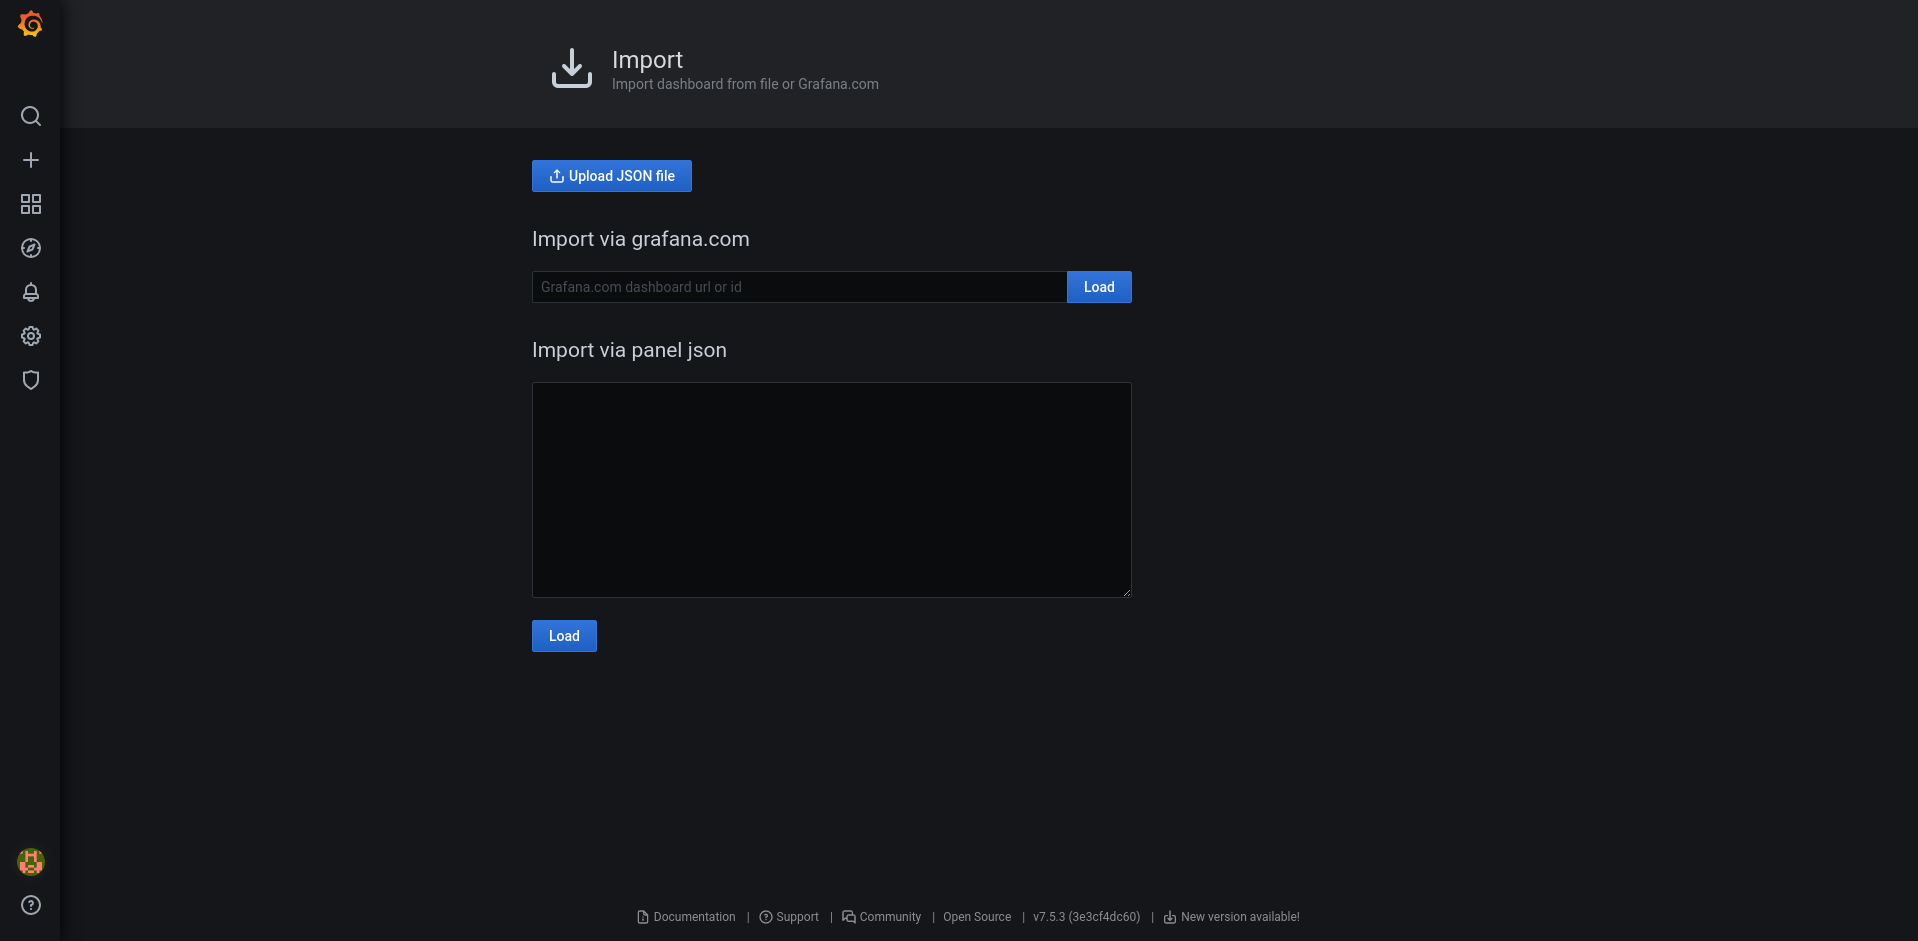 Import
Import dashboard from file or Grafana.com
Upload JSON file
Import via grafana.com
Grafana.com dashboard url or id
Load
Import via panel json
Load
Documentation | Support | Community | Open Source | v7.5.3 (3e3cf4dc60) | New version available!